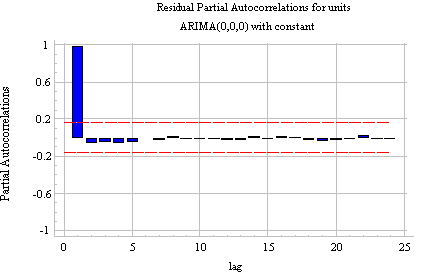 Residual Partial Autocorrelations for units
ARIMA(0,0,0) with constant
Partial Autocorrelations
1
0.6
0.2
-0.2
-0.6
-1
0 5 10 15 20 25
lag